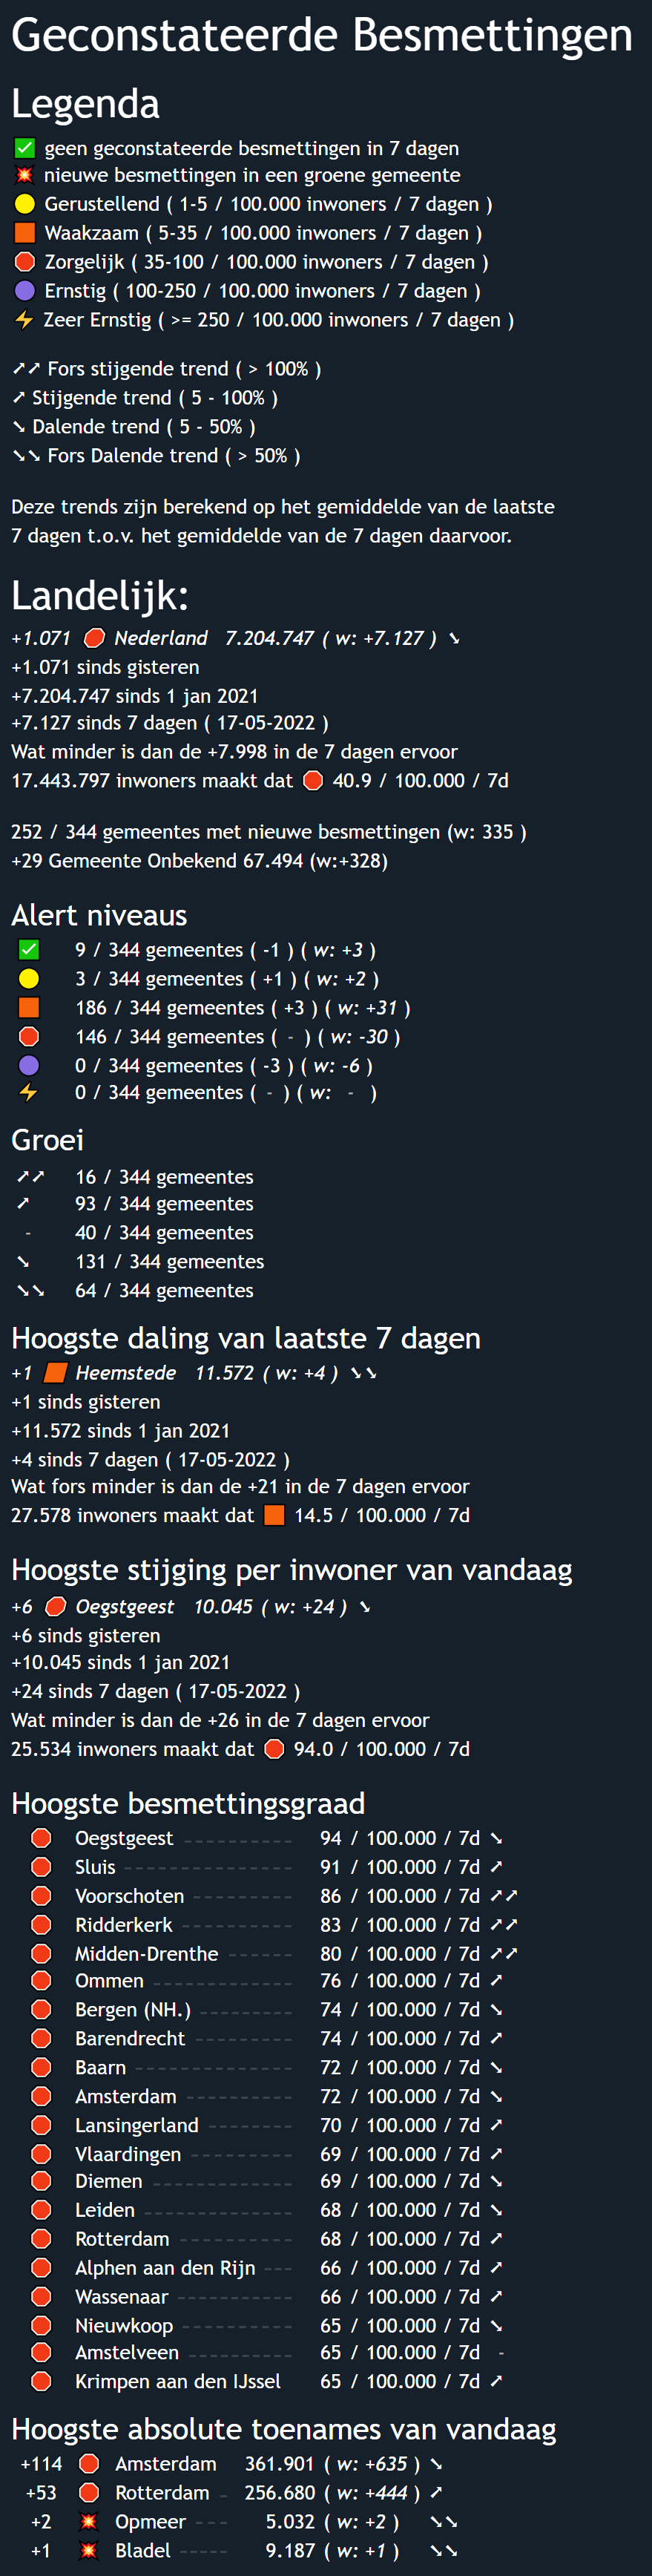 Geconstateerde Besmettingen
Legenda
✅ geen geconstateerde besmettingen in 7 dagen
💥 nieuwe besmettingen in een groene gemeente
🟡 Gerustellend ( 1-5 / 100.000 inwoners / 7 dagen )
🟧 Waakzaam ( 5-35 / 100.000 inwoners / 7 dagen )
🛑 Zorgelijk ( 35-100 / 100.000 inwoners / 7 dagen )
🟣 Ernstig ( 100-250 / 100.000 inwoners / 7 dagen )
⚡ Zeer Ernstig ( >= 250 / 100.000 inwoners / 7 dagen )
➚➚ Fors stijgende trend ( > 100% )
➚ Stijgende trend ( 5 - 100% )
➘ Dalende trend ( 5 - 50% )
➘➘ Fors Dalende trend ( > 50% )
Deze trends zijn berekend op het gemiddelde van de laatste
7 dagen t.o.v. het gemiddelde van de 7 dagen daarvoor.
Landelijk:
+1.071 🛑 Nederland 7.204.747 ( w: +7.127 ) ➘
+1.071 sinds gisteren
+7.204.747 sinds 1 jan 2021
+7.127 sinds 7 dagen ( 17-05-2022 )
Wat minder is dan de +7.998 in de 7 dagen ervoor
17.443.797 inwoners maakt dat 🛑 40.9 / 100.000 / 7d
252 / 344 gemeentes met nieuwe besmettingen (w: 335 )
+29 Gemeente Onbekend 67.494 (w:+328)
Alert niveaus
✅ 9 / 344 gemeentes ( -1 ) ( w: +3 )
🟡 3 / 344 gemeentes ( +1 ) ( w: +2 )
🟧 186 / 344 gemeentes ( +3 ) ( w: +31 )
🛑 146 / 344 gemeentes ( - ) ( w: -30 )
🟣 0 / 344 gemeentes ( -3 ) ( w: -6 )
⚡ 0 / 344 gemeentes ( - ) ( w: - )
Groei
➚➚ 16 / 344 gemeentes
➚ 93 / 344 gemeentes
- 40 / 344 gemeentes
➘ 131 / 344 gemeentes
➘➘ 64 / 344 gemeentes
Hoogste daling van laatste 7 dagen
+1 🟧 Heemstede 11.572 ( w: +4 ) ➘➘
+1 sinds gisteren
+11.572 sinds 1 jan 2021
+4 sinds 7 dagen ( 17-05-2022 )
Wat fors minder is dan de +21 in de 7 dagen ervoor
27.578 inwoners maakt dat 🟧 14.5 / 100.000 / 7d
Hoogste stijging per inwoner van vandaag
+6 🛑 Oegstgeest 10.045 ( w: +24 ) ➘
+6 sinds gisteren
+10.045 sinds 1 jan 2021
+24 sinds 7 dagen ( 17-05-2022 )
Wat minder is dan de +26 in de 7 dagen ervoor
25.534 inwoners maakt dat 🛑 94.0 / 100.000 / 7d
Hoogste besmettingsgraad
🛑 Oegstgeest ---------- 94 / 100.000 / 7d ➘
🛑 Sluis --------------- 91 / 100.000 / 7d ➚
🛑 Voorschoten --------- 86 / 100.000 / 7d ➚➚
🛑 Ridderkerk ---------- 83 / 100.000 / 7d ➚➚
🛑 Midden-Drenthe ------ 80 / 100.000 / 7d ➚➚
🛑 Ommen ------------- 76 / 100.000 / 7d ➚
🛑 Bergen (NH.) --------- 74 / 100.000 / 7d ➘
🛑 Barendrecht --------- 74 / 100.000 / 7d ➚
🛑 Baarn -------------- 72 / 100.000 / 7d ➘
🛑 Amsterdam ---------- 72 / 100.000 / 7d ➘
🛑 Lansingerland -------- 70 / 100.000 / 7d ➚
🛑 Vlaardingen --------- 69 / 100.000 / 7d ➚
🛑 Diemen ------------- 69 / 100.000 / 7d ➘
🛑 Leiden ------------- 68 / 100.000 / 7d ➘
🛑 Rotterdam ---------- 68 / 100.000 / 7d ➚
🛑 Alphen aan den Rijn --- 66 / 100.000 / 7d ➚
🛑 Wassenaar ---------- 66 / 100.000 / 7d ➚
🛑 Nieuwkoop ---------- 65 / 100.000 / 7d ➘
🛑 Amstelveen ---------- 65 / 100.000 / 7d -
🛑 Krimpen aan den IJssel 65 / 100.000 / 7d ➚
Hoogste absolute toenames van vandaag
+114 🛑 Amsterdam 361.901 ( w: +635 ) ➘
+53 🛑 Rotterdam - 256.680 ( w: +444 ) ➚
+2 💥 Opmeer --- 5.032 ( w: +2 ) ➘➘
+1 💥 Bladel ----- 9.187 ( w: +1 ) ➘➘